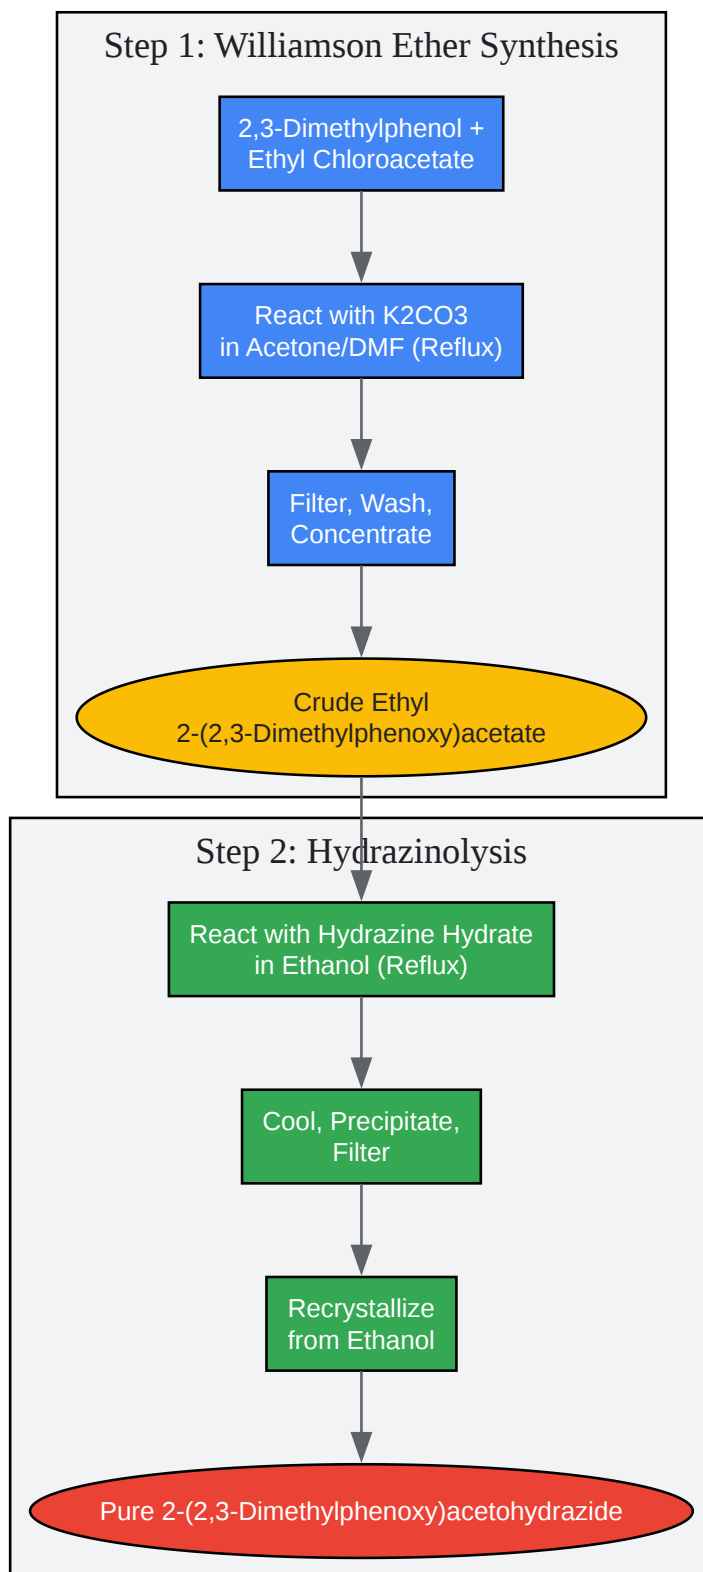 Step 1: Williamson Ether Synthesis
2,3-Dimethylphenol +
Ethyl Chloroacetate
React with K2CO3
in Acetone/DMF (Reflux)
Filter, Wash,
Concentrate
Crude Ethyl
2-(2,3-Dimethylphenoxy)acetate
Step 2: Hydrazinolysis
React with Hydrazine Hydrate
in Ethanol (Reflux)
Cool, Precipitate,
Filter
Recrystallize
from Ethanol
Pure 2-(2,3-Dimethylphenoxy)acetohydrazide